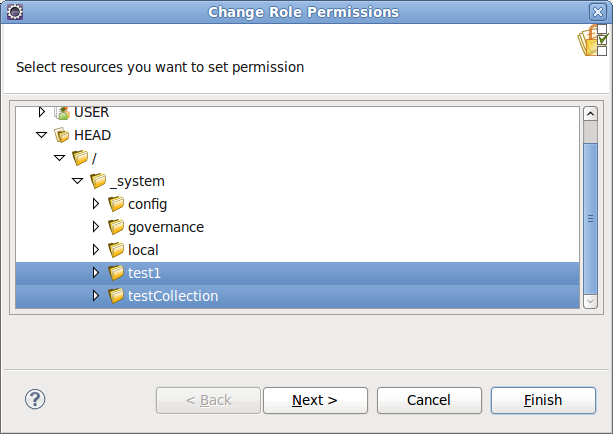 Change Role Permissions
Select resources you want to set permission
USER
HEAD
/
_system
config
governance
local
test1
testCollection
?
< Back
Next >
Cancel
Finish